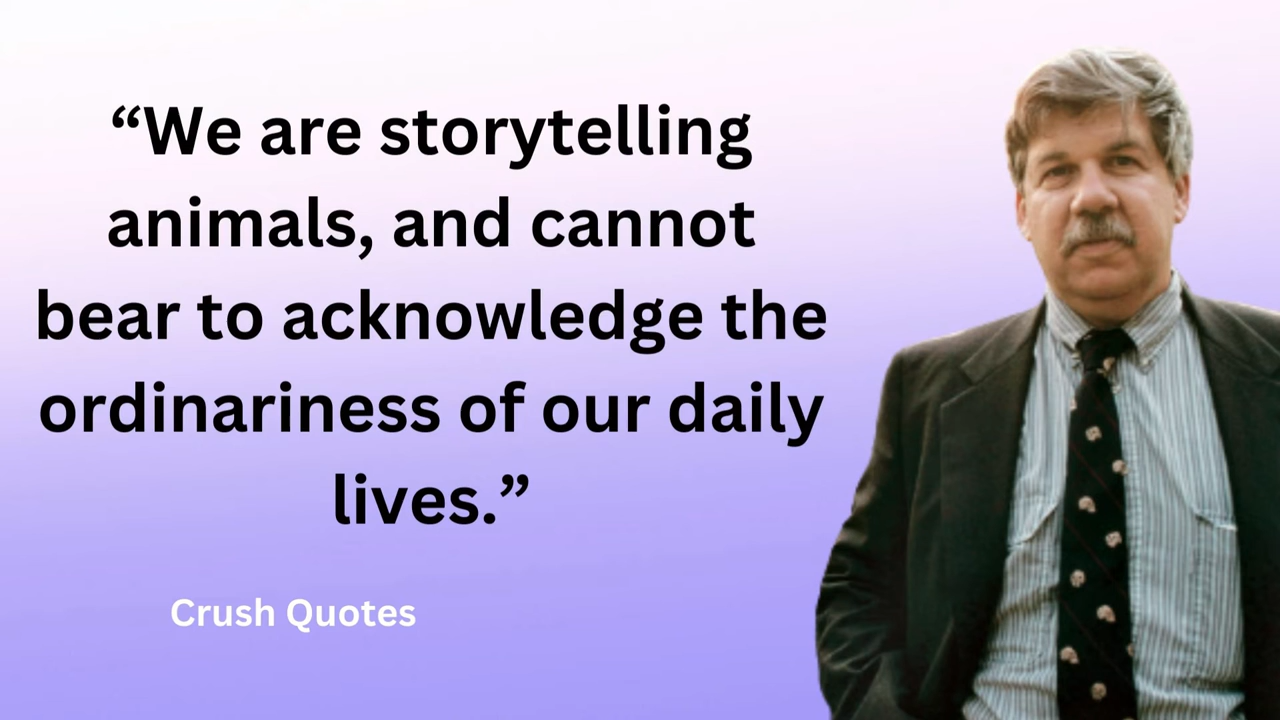 “We are storytelling
animals, and cannot
bear to acknowledge the
ordinariness of our daily
lives.”
Crush Quotes